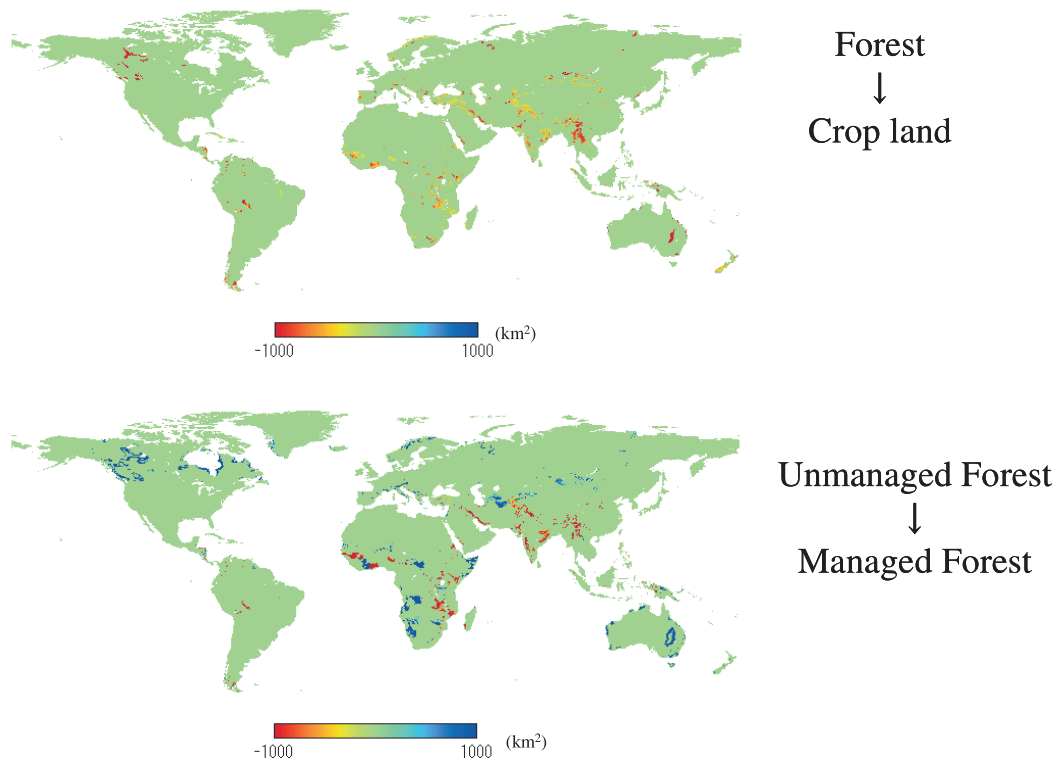 Forest
↓
Crop land
(km²)
-1000 1000
Unmanaged Forest
↓
Managed Forest
(km²)
-1000 1000